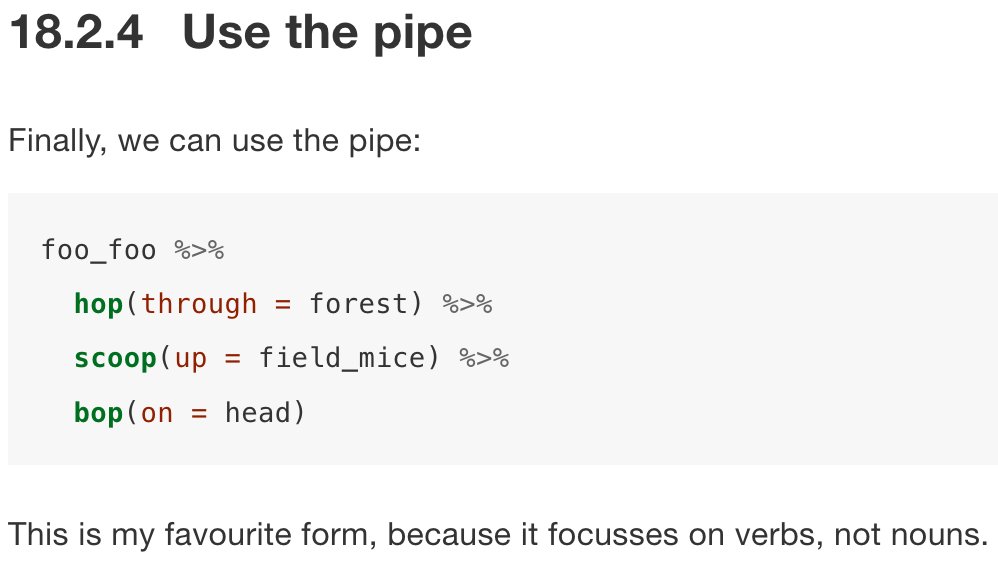 18.2.4 Use the pipe
Finally, we can use the pipe:
foo_foo %>%
hop(through = forest) %>%
scoop(up = field_mice) %>%
bop(on = head)
This is my favourite form, because it focusses on verbs, not nouns.